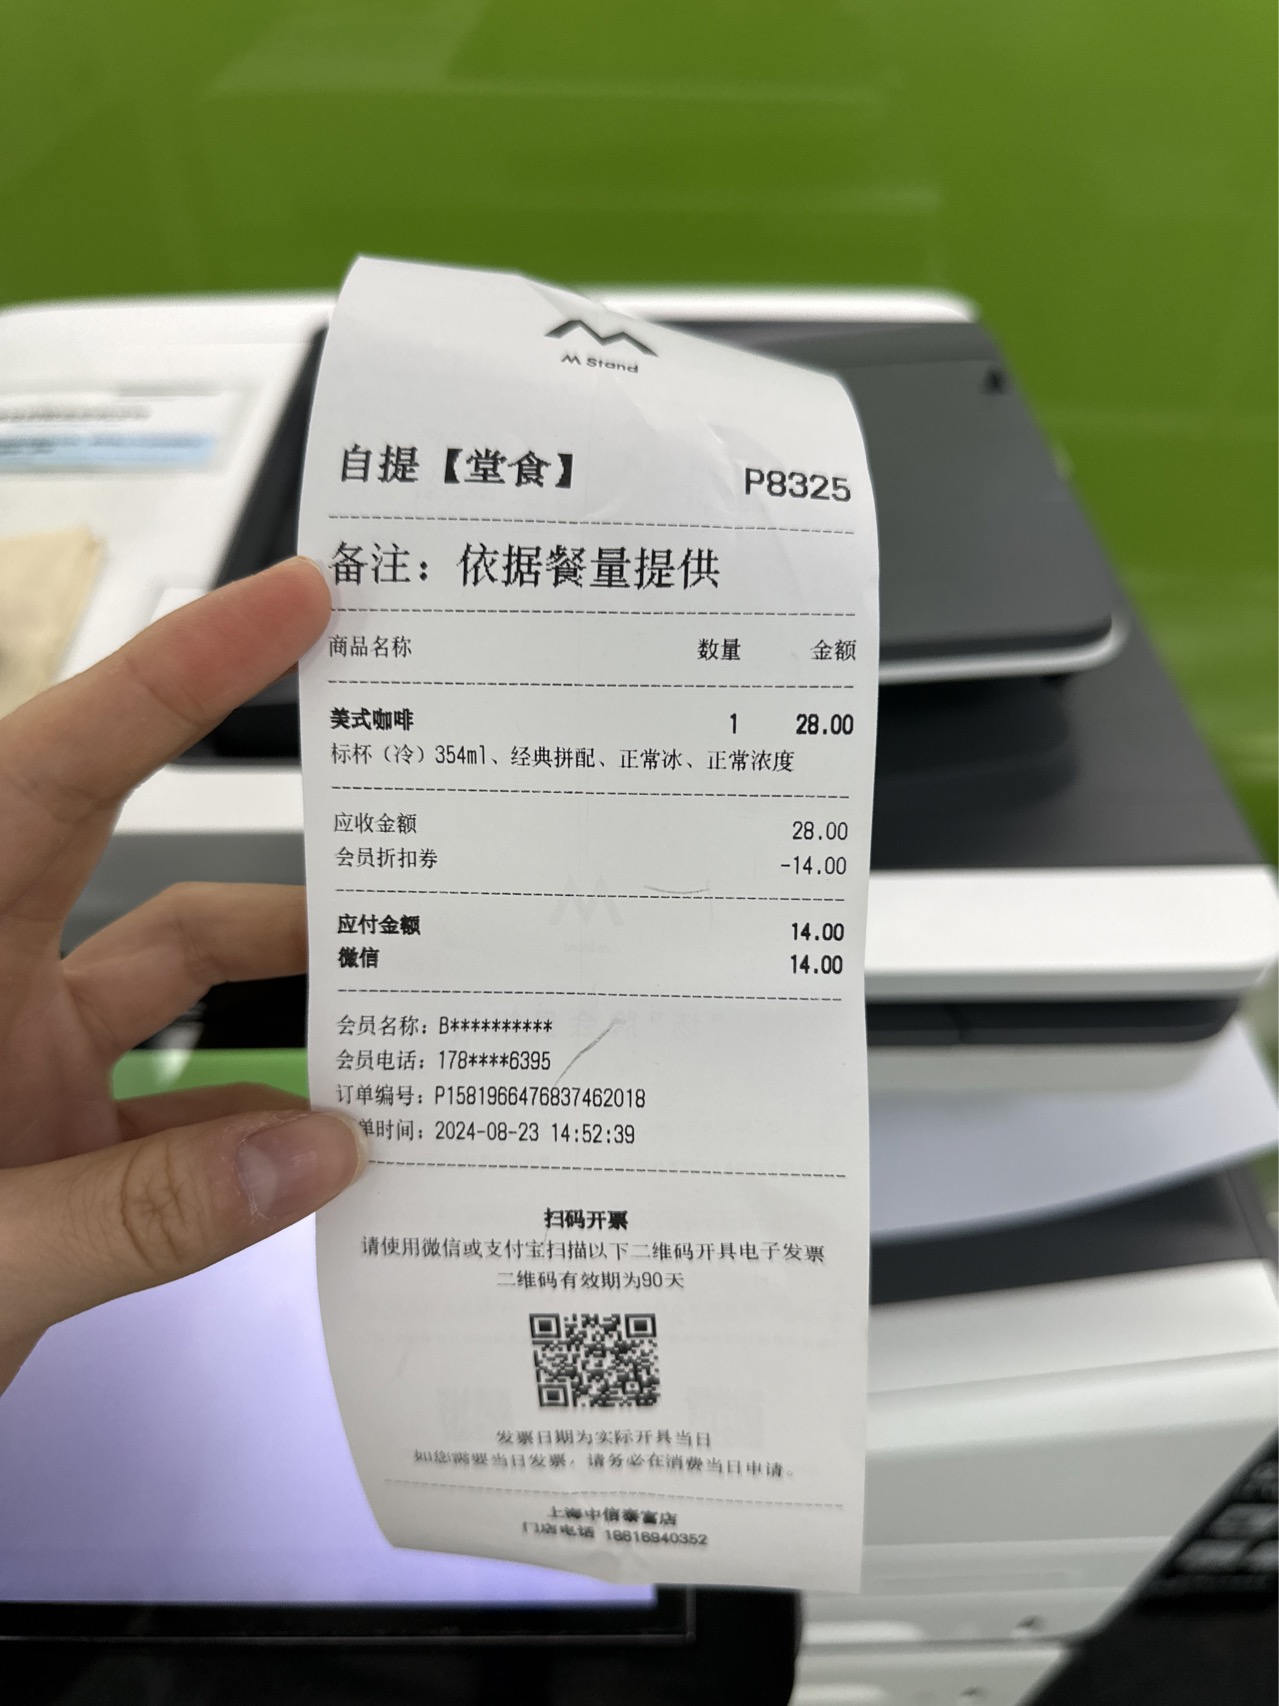 M Stand
自提【堂食】 P8325
备注：依据餐量提供
商品名称 数量 金额
美式咖啡 1 28.00
标杯（冷）354ml、经典拼配、正常冰、正常浓度
应收金额 28.00
会员折扣券 -14.00
应付金额 14.00
微信 14.00
会员名称：B**********
会员电话：178****6395
订单编号：P1581966476837462018
单时间：2024-08-23 14:52:39
扫码开票
请使用微信或支付宝扫描以下二维码开具电子发票
二维码有效期为90天
发票日期为实际开具当日
如您需要当日发票，请务必在消费当日申请。
上海中信泰富店
门店电话 18616940352